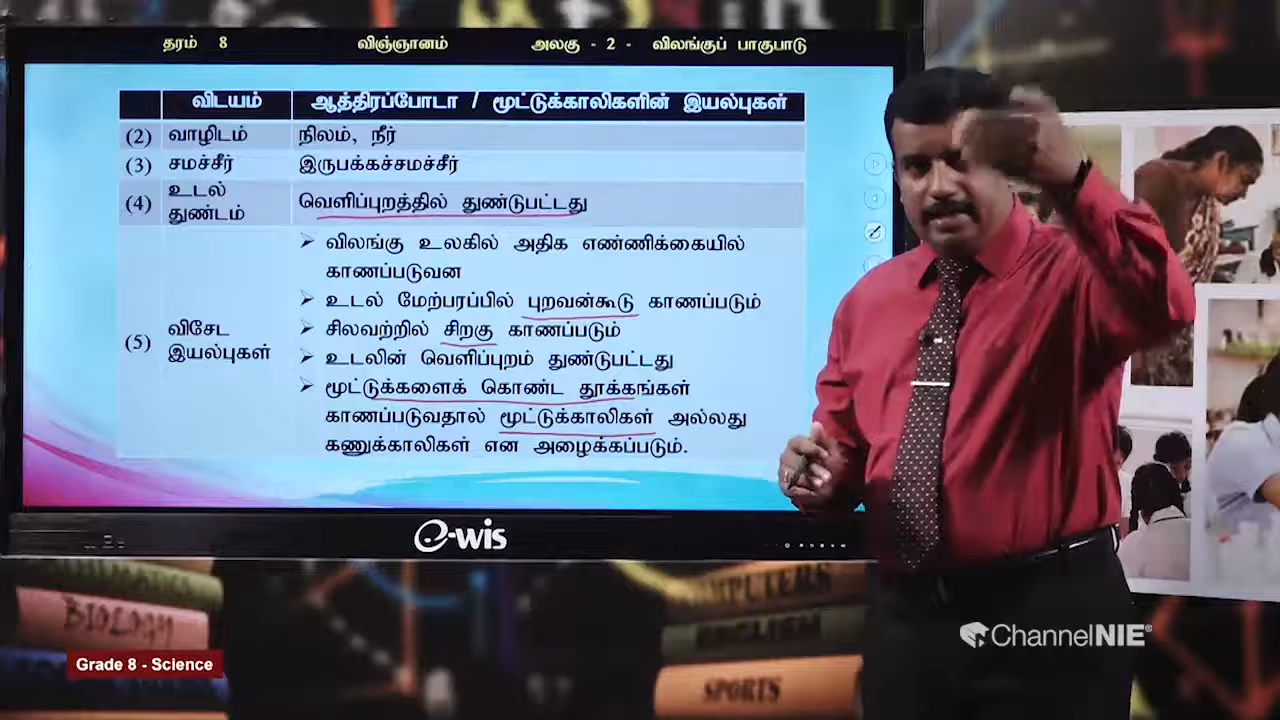 தரம் 8 விஞ்ஞானம் அலகு - 2 - விலங்குப் பாகுபாடு
விடயம் ஆத்திரப்போடா / மூட்டுக்காலிகளின் இயல்புகள்
(2) வாழிடம் நிலம், நீர்
(3) சமச்சீர் இருபக்கச்சமச்சீர்
(4) உடல் துண்டம் வெளிப்புறத்தில் துண்டுபட்டது
(5) விசேட இயல்புகள்
➢ விலங்கு உலகில் அதிக எண்ணிக்கையில்
காணப்படுவன
➢ உடல் மேற்பரப்பில் புறவன்கூடு காணப்படும்
➢ சிலவற்றில் சிறகு காணப்படும்
➢ உடலின் வெளிப்புறம் துண்டுபட்டது
➢ மூட்டுக்களைக் கொண்ட தூக்கங்கள்
காணப்படுவதால் மூட்டுக்காலிகள் அல்லது
கணுக்காலிகள் என அழைக்கப்படும்.
e-wis
BIOLOGY
COMPUTERS
ENGLISH
SPORTS
Grade 8 - Science
ChannelNIE®